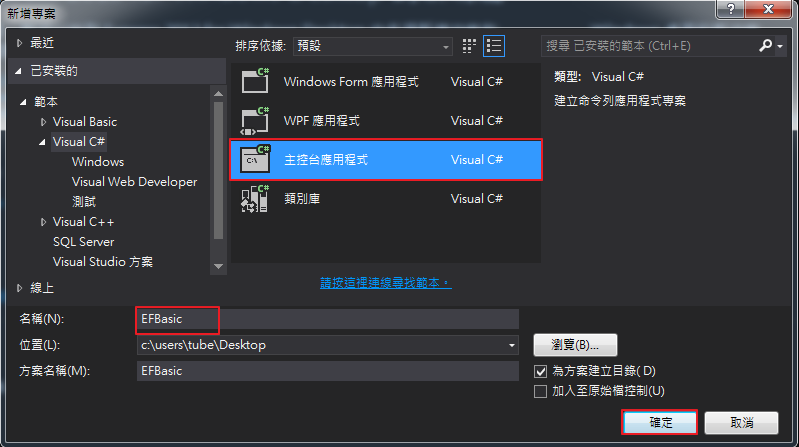 新增專案
? x
最近
已安裝的
範本
Visual Basic
Visual C#
Windows
Visual Web Developer
測試
Visual C++
SQL Server
Visual Studio 方案
線上
排序依據: 預設
搜尋 已安裝的範本 (Ctrl+E)
C# Windows Form 應用程式 Visual C#
C# WPF 應用程式 Visual C#
C# C:\ 主控台應用程式 Visual C#
C# 類別庫 Visual C#
類型: Visual C#
建立命令列應用程式專案
請按這裡連線尋找範本。
名稱(N): EFBasic
位置(L): c:\users\tube\Desktop
瀏覽(B)...
方案名稱(M): EFBasic
為方案建立目錄( D)
加入至原始檔控制(U)
確定
取消